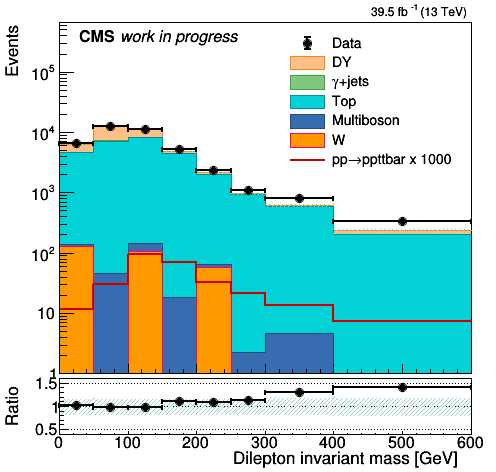 39.5 fb⁻¹ (13 TeV)
CMS work in progress
Data
DY
γ+jets
Top
Multiboson
W
pp→ppttbar x 1000
Events
10⁵
10⁴
10³
10²
10
1
Ratio
1.5
1
0.5
0 100 200 300 400 500 600
Dilepton invariant mass [GeV]